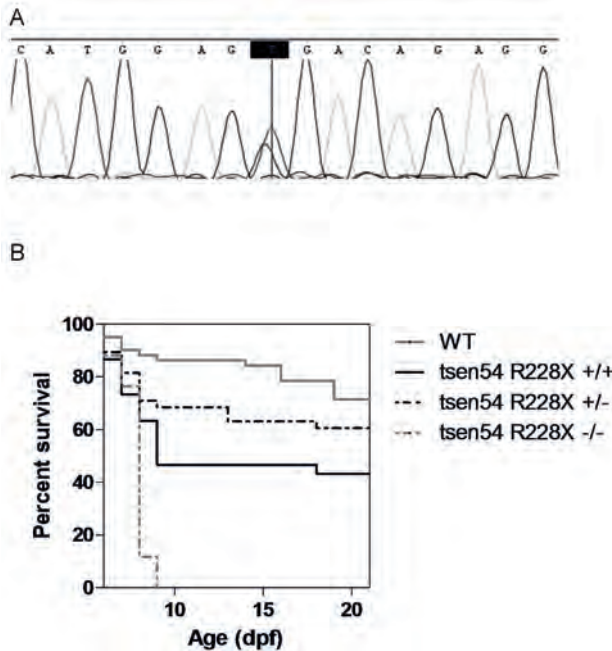 A
C A T G G A G T G A C A G A G G
B
100
80
60
40
20
0
Percent survival
10 15 20
Age (dpf)
WT
tsen54 R228X +/+
tsen54 R228X +/-
tsen54 R228X -/-